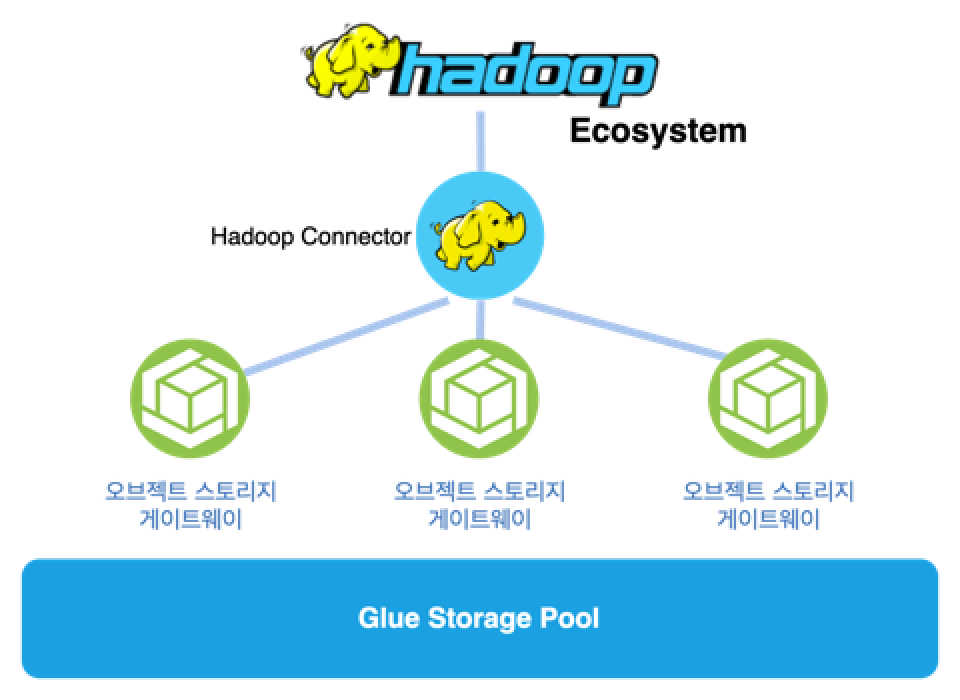 hadoop
Ecosystem
Hadoop Connector
오브젝트 스토리지
게이트웨이
오브젝트 스토리지
게이트웨이
오브젝트 스토리지
게이트웨이
Glue Storage Pool